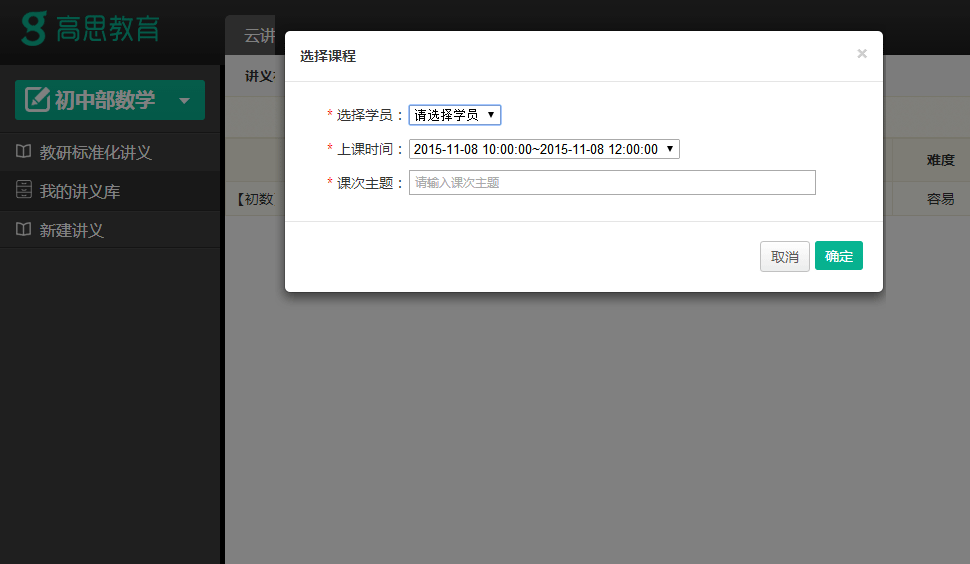 高思教育
云讲
初中部数学
教研标准化讲义
我的讲义库
新建讲义
讲义
难度
【初数
容易
选择课程
×
* 选择学员： 请选择学员 ▼
* 上课时间： 2015-11-08 10:00:00~2015-11-08 12:00:00 ▼
* 课次主题： 请输入课次主题
取消 确定